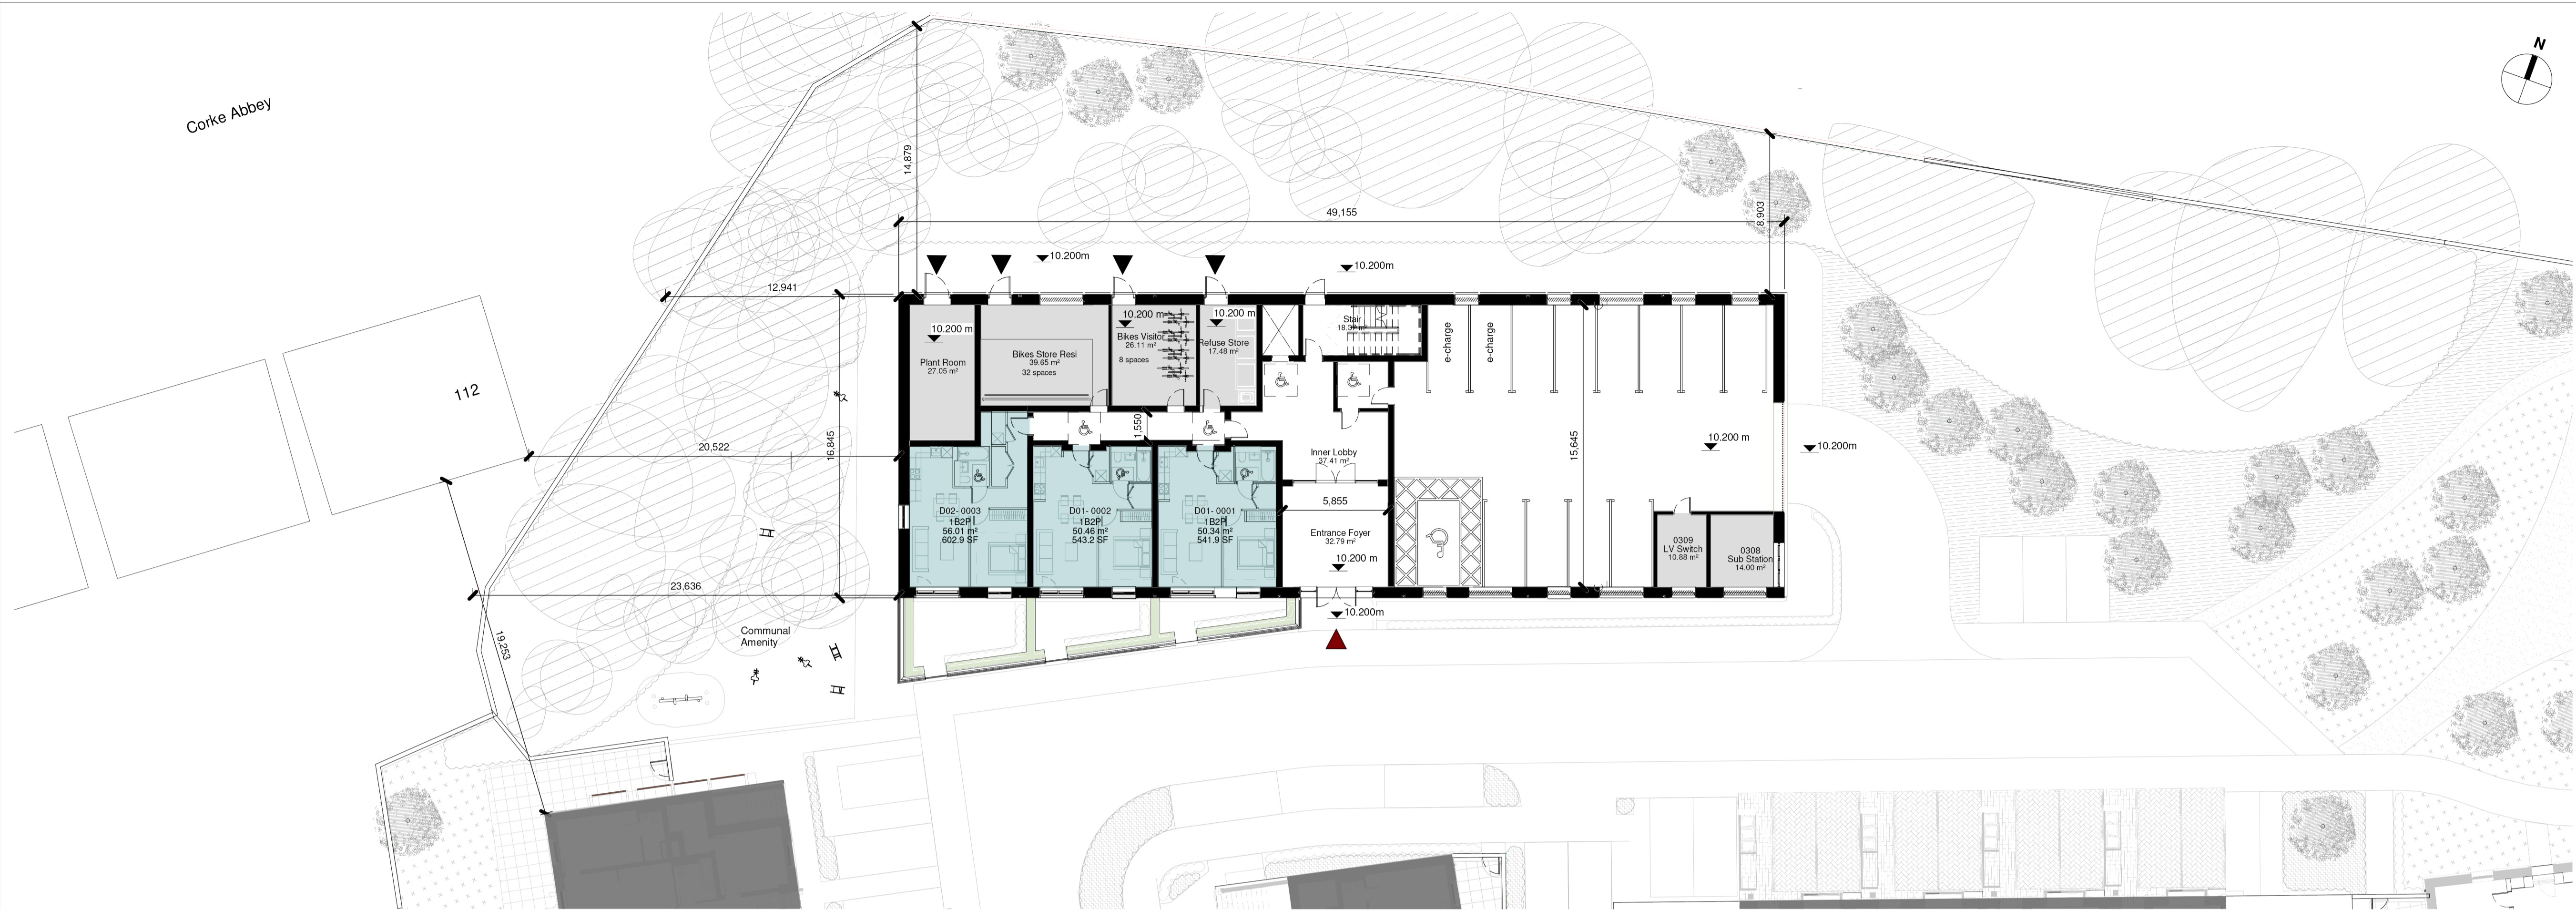 N
Corke Abbey
14,879
49,155
8,903
10.200m
10.200m
12,941
10.200 m
Plant Room
27.05 m²
Bikes Store Resi
39.65 m²
32 spaces
10.200 m
Bikes Visitor
26.11 m²
8 spaces
10.200 m
Refuse Store
17.48 m²
Stair
e-charge
e-charge
112
20,522
16,845
1,550
15,645
10.200 m
10.200m
Inner Lobby
37.41 m²
5,855
Entrance Foyer
32.79 m²
10.200 m
D02- 0003
1B2P
56.01 m²
602.9 SF
D01- 0002
1B2P
50.46 m²
543.2 SF
D01- 0001
1B2P
50.34 m²
541.9 SF
0309
LV Switch
10.88 m²
0308
Sub Station
14.00 m²
23,636
10.200m
19,253
Communal
Amenity